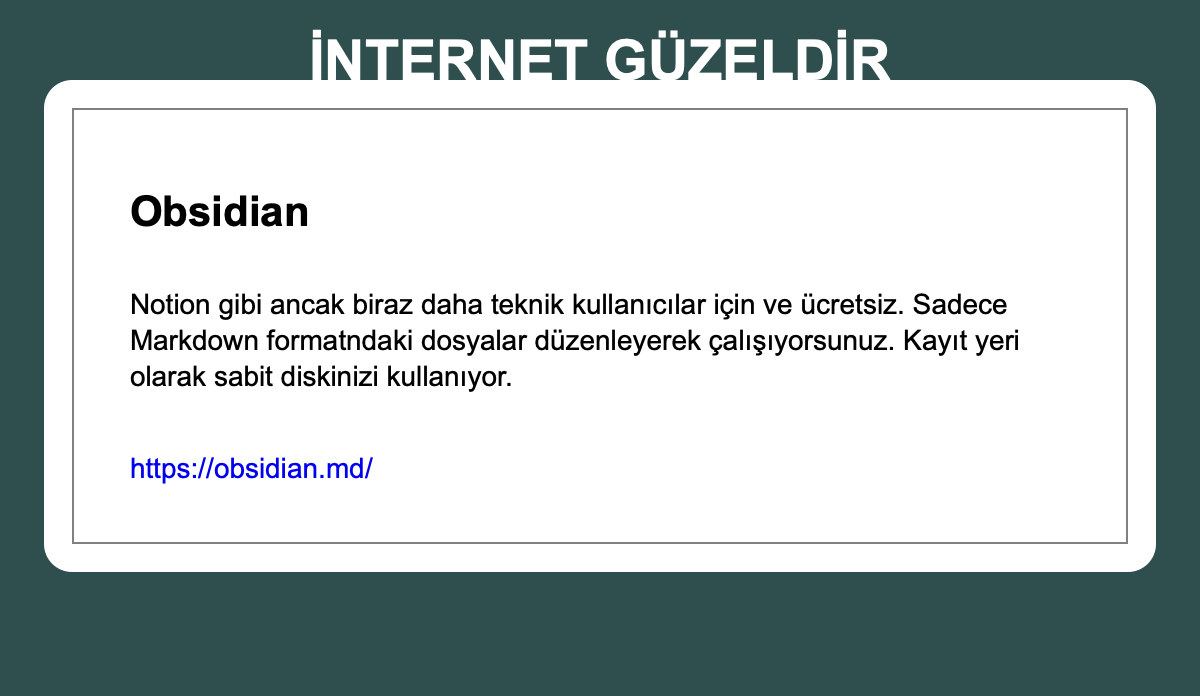 İNTERNET GÜZELDİR
Obsidian
Notion gibi ancak biraz daha teknik kullanıcılar için ve ücretsiz. Sadece
Markdown formatndaki dosyalar düzenleyerek çalışıyorsunuz. Kayıt yeri
olarak sabit diskinizi kullanıyor.
https://obsidian.md/